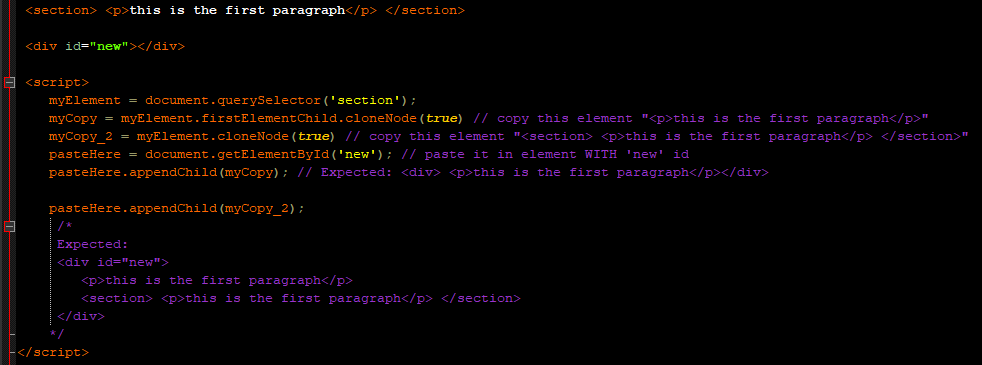 <section> <p>this is the first paragraph</p> </section>
<div id="new"></div>
<script>
myElement = document.querySelector('section');
myCopy = myElement.firstElementChild.cloneNode(true) // copy this element "<p>this is the first paragraph</p>"
myCopy_2 = myElement.cloneNode(true) // copy this element "<section> <p>this is the first paragraph</p> </section>"
pasteHere = document.getElementById('new'); // paste it in element WITH 'new' id
pasteHere.appendChild(myCopy); // Expected: <div> <p>this is the first paragraph</p></div>
pasteHere.appendChild(myCopy_2);
/*
Expected:
<div id="new">
<p>this is the first paragraph</p>
<section> <p>this is the first paragraph</p> </section>
</div>
*/
</script>